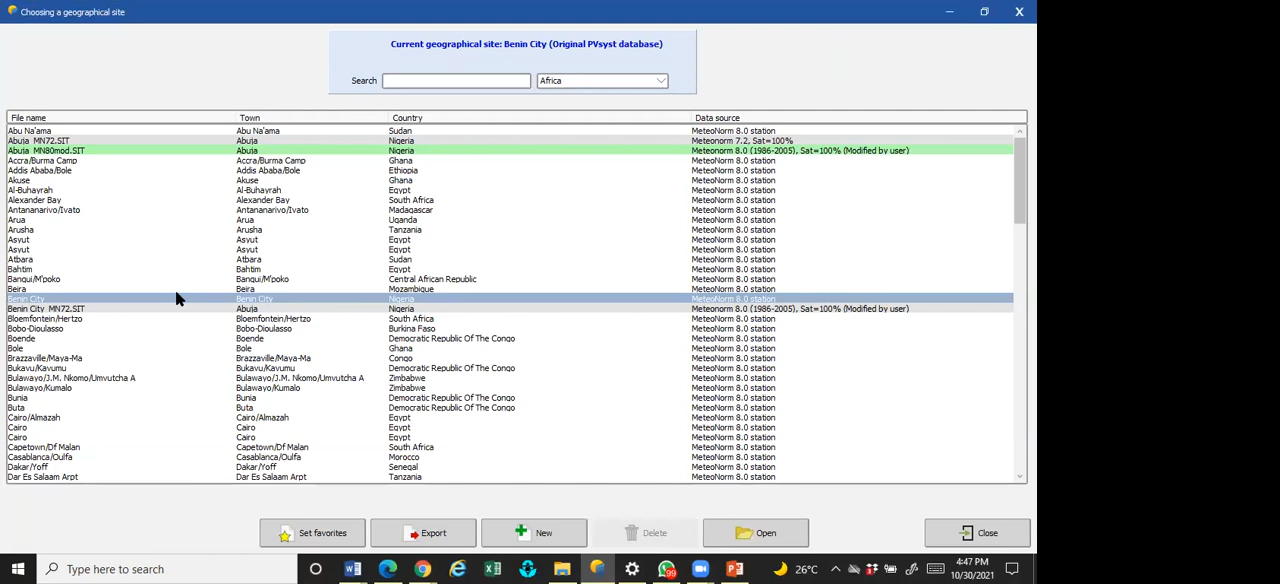 Choosing a geographical site
Current geographical site: Benin City (Original PVsyst database)
Search Africa
File name Town Country Data source
Abu Na'ama Abu Na'ama Sudan MeteoNorm 8.0 station
Abuja_MN72.SIT Abuja Nigeria Meteonorm 7.2, Sat=100%
Abuja_MN80mod.SIT Abuja Nigeria Meteonorm 8.0 (1986-2005), Sat=100% (Modified by user)
Accra/Burma Camp Accra/Burma Camp Ghana MeteoNorm 8.0 station
Addis Ababa/Bole Addis Ababa/Bole Ethiopia MeteoNorm 8.0 station
Akuse Akuse Ghana MeteoNorm 8.0 station
Al-Buhayrah Al-Buhayrah Egypt MeteoNorm 8.0 station
Alexander Bay Alexander Bay South Africa MeteoNorm 8.0 station
Antananarivo/Ivato Antananarivo/Ivato Madagascar MeteoNorm 8.0 station
Arua Arua Uganda MeteoNorm 8.0 station
Arusha Arusha Tanzania MeteoNorm 8.0 station
Asyut Asyut Egypt MeteoNorm 8.0 station
Asyut Asyut Egypt MeteoNorm 8.0 station
Atbara Atbara Sudan MeteoNorm 8.0 station
Bahtim Bahtim Egypt MeteoNorm 8.0 station
Bangui/M'poko Bangui/M'poko Central African Republic MeteoNorm 8.0 station
Beira Beira Mozambique MeteoNorm 8.0 station
Benin City Benin City Nigeria MeteoNorm 8.0 station
Benin City_MN72.SIT Abuja Nigeria Meteonorm 8.0 (1986-2005), Sat=100% (Modified by user)
Bloemfontein/Hertzo Bloemfontein/Hertzo South Africa MeteoNorm 8.0 station
Bobo-Dioulasso Bobo-Dioulasso Burkina Faso MeteoNorm 8.0 station
Boende Boende Democratic Republic Of The Congo MeteoNorm 8.0 station
Bole Bole Ghana MeteoNorm 8.0 station
Brazzaville/Maya-Ma Brazzaville/Maya-Ma Congo MeteoNorm 8.0 station
Bukavu/Kavumu Bukavu/Kavumu Democratic Republic Of The Congo MeteoNorm 8.0 station
Bulawayo/J.M. Nkomo/Umvutcha A Bulawayo/J.M. Nkomo/Umvutcha A Zimbabwe MeteoNorm 8.0 station
Bulawayo/Kumalo Bulawayo/Kumalo Zimbabwe MeteoNorm 8.0 station
Bunia Bunia Democratic Republic Of The Congo MeteoNorm 8.0 station
Buta Buta Democratic Republic Of The Congo MeteoNorm 8.0 station
Cairo/Almazah Cairo/Almazah Egypt MeteoNorm 8.0 station
Cairo Cairo Egypt MeteoNorm 8.0 station
Cairo Cairo Egypt MeteoNorm 8.0 station
Capetown/Df Malan Capetown/Df Malan South Africa MeteoNorm 8.0 station
Casablanca/Oulfa Casablanca/Oulfa Morocco MeteoNorm 8.0 station
Dakar/Yoff Dakar/Yoff Senegal MeteoNorm 8.0 station
Dar Es Salaam Arpt Dar Es Salaam Arpt Tanzania MeteoNorm 8.0 station
Set favorites Export New Delete Open Close
Type here to search 99 26°C 4:47 PM
10/30/2021